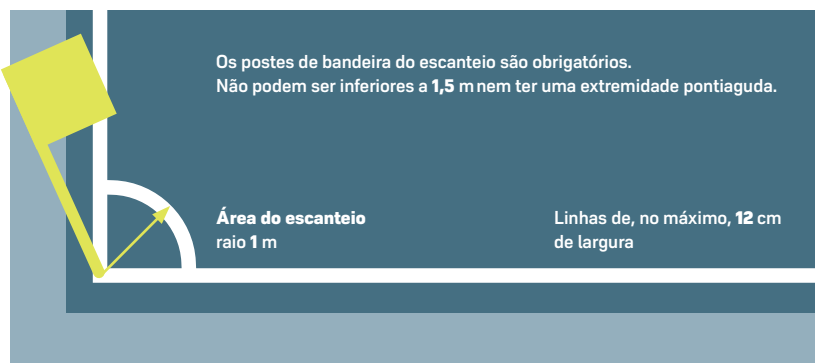 Os postes de bandeira do escanteio são obrigatórios.
Não podem ser inferiores a 1,5 m nem ter uma extremidade pontiaguda.
Área do escanteio
raio 1 m
Linhas de, no máximo, 12 cm
de largura